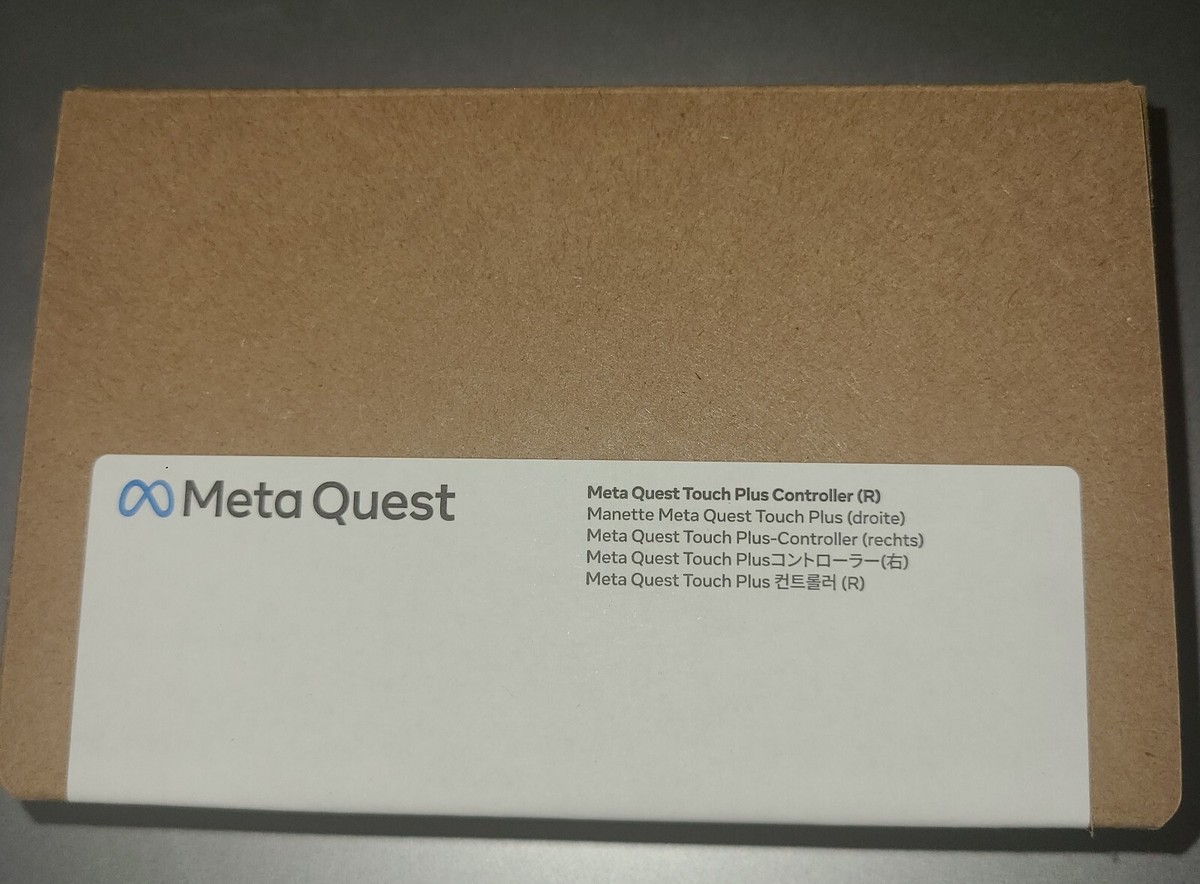 Meta Quest
Meta Quest Touch Plus Controller (R)
Manette Meta Quest Touch Plus (droite)
Meta Quest Touch Plus-Controller (rechts)
Meta Quest Touch Plusコントローラー(右)
Meta Quest Touch Plus 컨트롤러 (R)